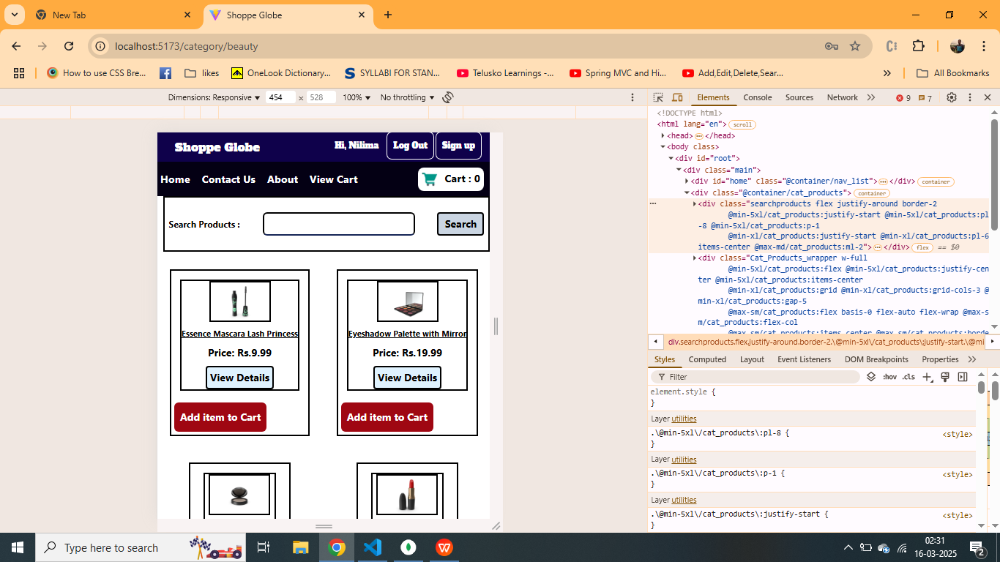 New Tab
Shoppe Globe
localhost:5173/category/beauty
How to use CSS Bre...
likes
OneLook Dictionary...
SYLLABI FOR STAN...
Telusko Learnings -...
Spring MVC and Hi...
Add,Edit,Delete,Sear...
All Bookmarks
Dimensions: Responsive
454
×
528
100%
No throttling
Elements
Console
Sources
Network
9
7
Shoppe Globe
Hi, Nilima
Log Out
Sign up
Home
Contact Us
About
View Cart
Cart : 0
Search Products :
Search
Essence Mascara Lash Princess
Price: Rs.9.99
View Details
Add item to Cart
Eyeshadow Palette with Mirror
Price: Rs.19.99
View Details
Add item to Cart
<!DOCTYPE html>
<html lang="en"> scroll
<head> ... </head>
<body class>
<div id="root">
<div class="main">
<div id="home" class="@container/nav_list"> ... </div> container
<div class="@container/cat_products"> container
<div class="searchproducts flex justify-around border-2
@min-5xl/cat_products:justify-start @min-5xl/cat_products:pl
-8 @min-5xl/cat_products:p-1
@min-xl/cat_products:justify-start @min-xl/cat_products:pl-6
items-center @max-md/cat_products:ml-2"> ... </div> flex == $0
<div class="Cat_Products_wrapper w-full
@min-5xl/cat_products:flex @min-5xl/cat_products:justify-cen
ter @min-5xl/cat_products:items-center
@min-xl/cat_products:grid @min-xl/cat_products:grid-cols-3 @
min-xl/cat_products:gap-5
@max-sm/cat_products:flex basis-0 flex-auto flex-wrap @max-s
m/cat_products:flex-col
@max-sm/cat_products:items-center @max-sm/cat_products:borde
div.searchproducts.flex.justify-around.border-2.\@min-5xl\/cat_products\:justify-start.\@mi
Styles
Computed
Layout
Event Listeners
DOM Breakpoints
Properties
Filter
:hov
.cls
element.style {
}
Layer utilities
.\@min-5xl\/cat_products\:pl-8 {
<style>
}
Layer utilities
.\@min-5xl\/cat_products\:p-1 {
<style>
}
Layer utilities
.\@min-5xl\/cat_products\:justify-start {
<style>
}
Type here to search
02:31
16-03-2025
2